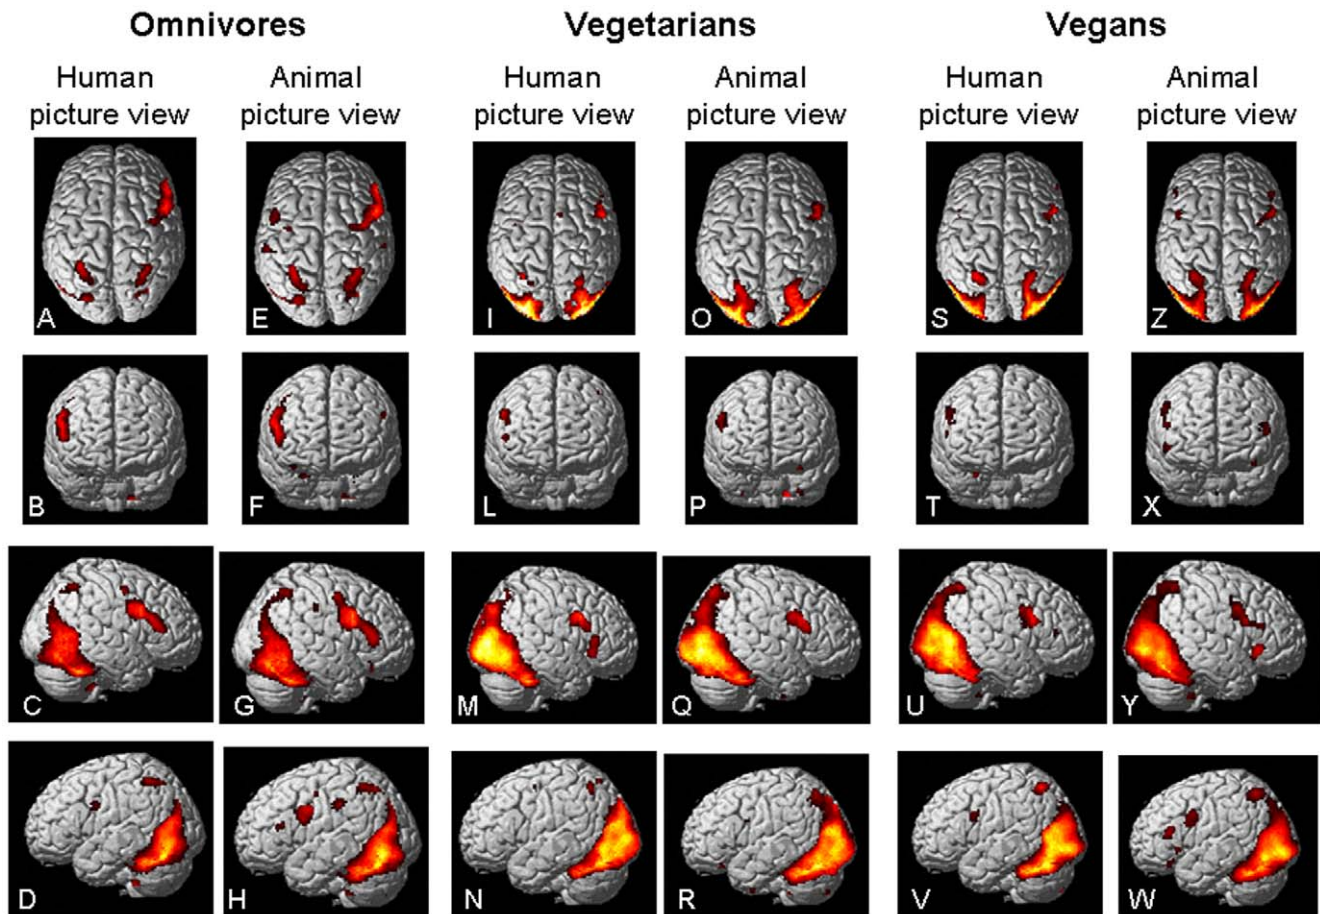 Omnivores Vegetarians Vegans
Human Animal Human Animal Human Animal
picture view picture view picture view picture view picture view picture view
A E I O S Z
B F L P T X
C G M Q U Y
D H N R V W